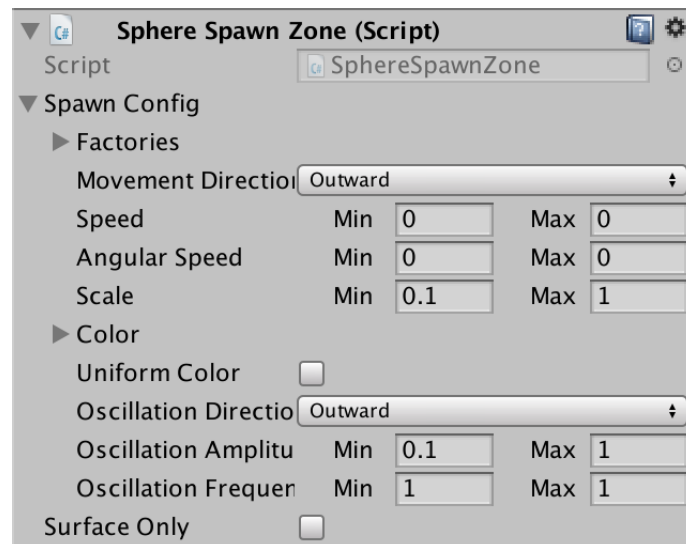 C# Sphere Spawn Zone (Script)
Script C# SphereSpawnZone
Spawn Config
Factories
Movement Direction Outward
Speed Min 0 Max 0
Angular Speed Min 0 Max 0
Scale Min 0.1 Max 1
Color
Uniform Color
Oscillation Directio Outward
Oscillation Amplitu Min 0.1 Max 1
Oscillation Frequen Min 1 Max 1
Surface Only